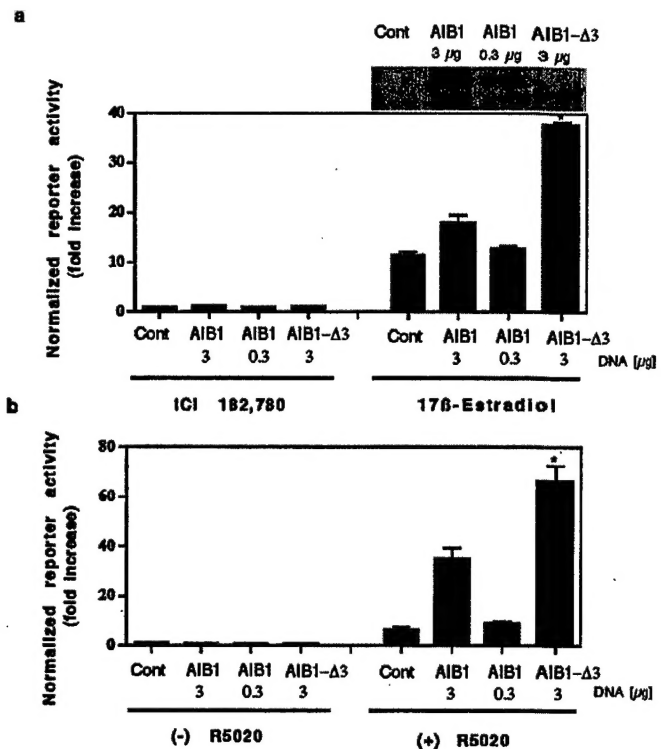 a
Cont AIB1 AIB1 AIB1-Δ3
3 µg 0.3 µg 3 µg
Normalized reporter activity
(fold increase)
40
*
30
20
10
0
Cont AIB1 AIB1 AIB1-Δ3 Cont AIB1 AIB1 AIB1-Δ3
3 0.3 3 3 0.3 3 DNA [µg]
ICI 182,780 17ß-Estradiol
b
Normalized reporter activity
(fold increase)
80
*
60
40
20
0
Cont AIB1 AIB1 AIB1-Δ3 Cont AIB1 AIB1 AIB1-Δ3
3 0.3 3 3 0.3 3 DNA [µg]
(-) R5020 (+) R5020